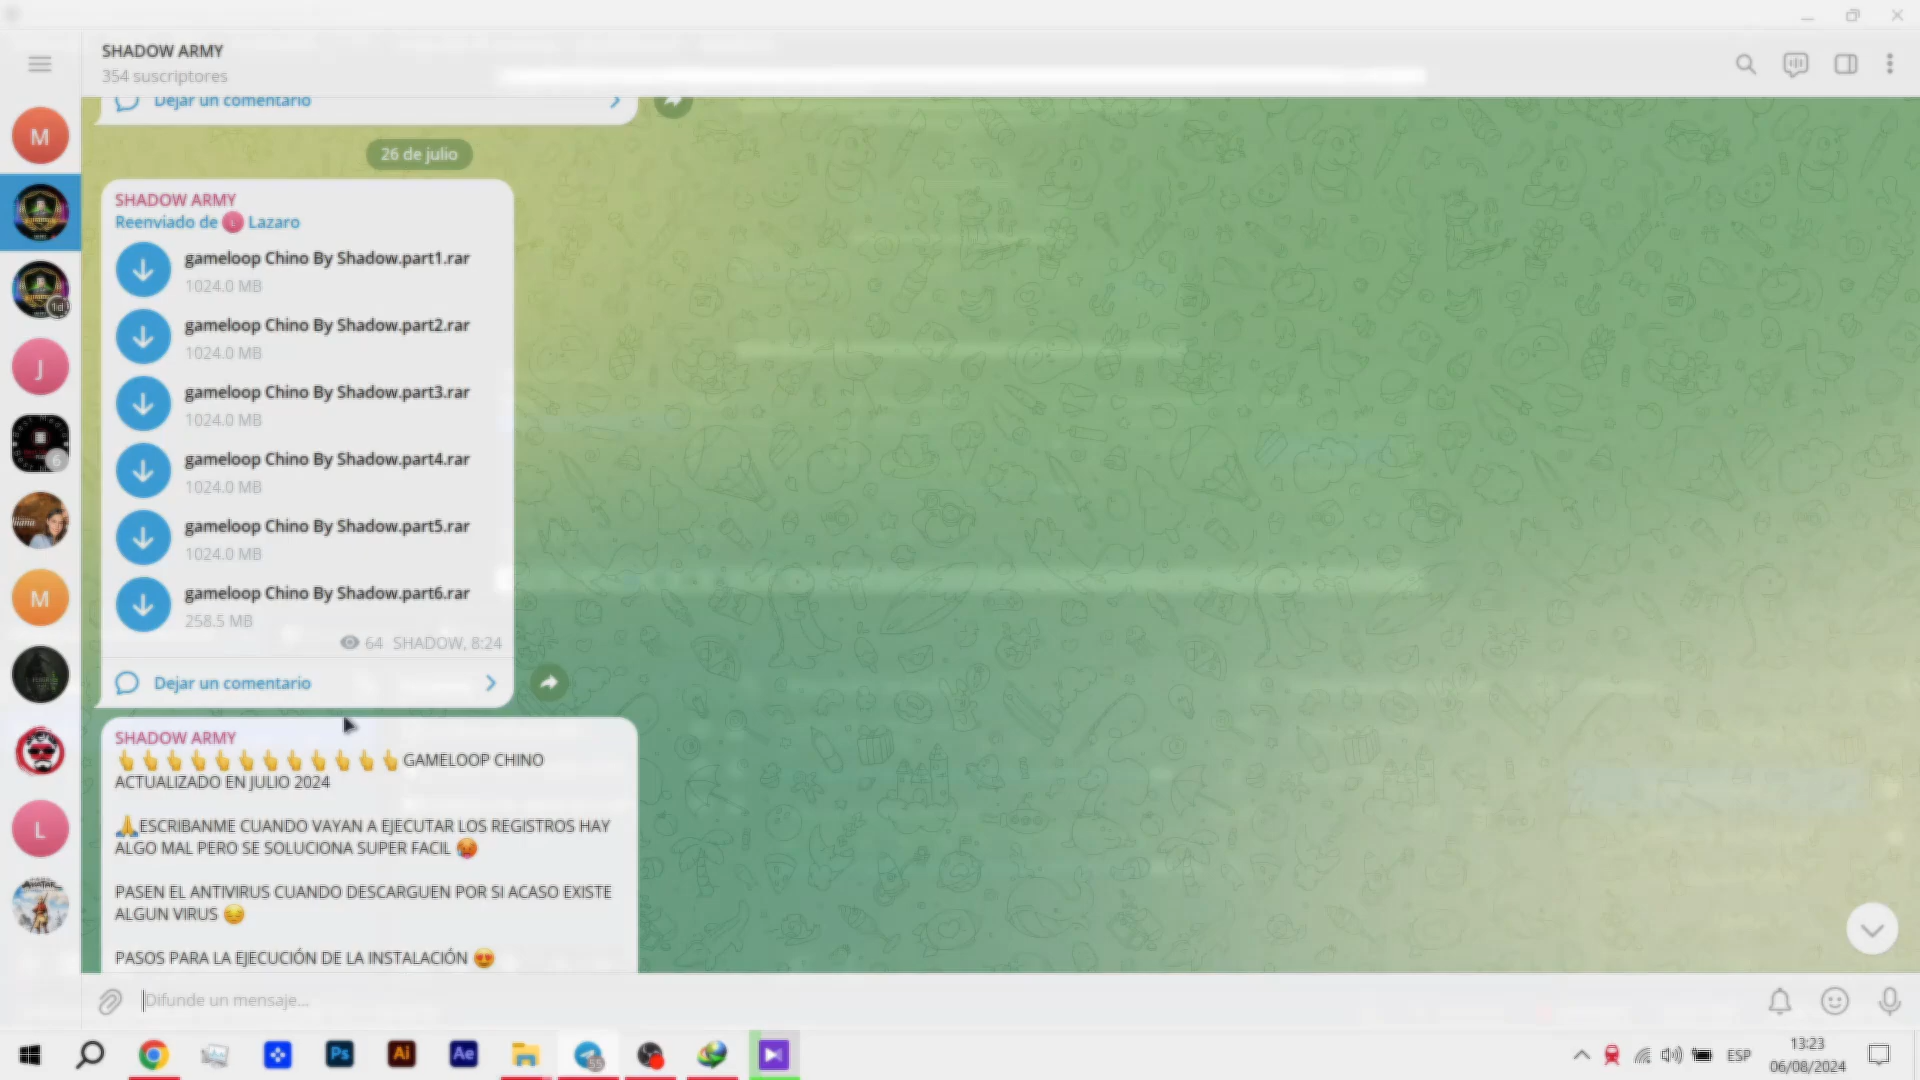 SHADOW ARMY
354 suscriptores
Dejar un comentario
26 de julio
SHADOW ARMY
Reenviado de L Lazaro
gameloop Chino By Shadow.part1.rar
1024.0 MB
gameloop Chino By Shadow.part2.rar
1024.0 MB
gameloop Chino By Shadow.part3.rar
1024.0 MB
gameloop Chino By Shadow.part4.rar
1024.0 MB
gameloop Chino By Shadow.part5.rar
1024.0 MB
gameloop Chino By Shadow.part6.rar
258.5 MB
64 SHADOW, 8:24
Dejar un comentario
SHADOW ARMY
👆👆👆👆👆👆👆👆👆👆👆👆GAMELOOP CHINO
ACTUALIZADO EN JULIO 2024
🙏ESCRIBANME CUANDO VAYAN A EJECUTAR LOS REGISTROS HAY
ALGO MAL PERO SE SOLUCIONA SUPER FACIL 🥵
PASEN EL ANTIVIRUS CUANDO DESCARGUEN POR SI ACASO EXISTE
ALGUN VIRUS 😔
PASOS PARA LA EJECUCIÓN DE LA INSTALACIÓN 😍
Difunde un mensaje...
M
1d
J
6
M
L
Ps
Ai
Ae
55
ESP
13:23
06/08/2024